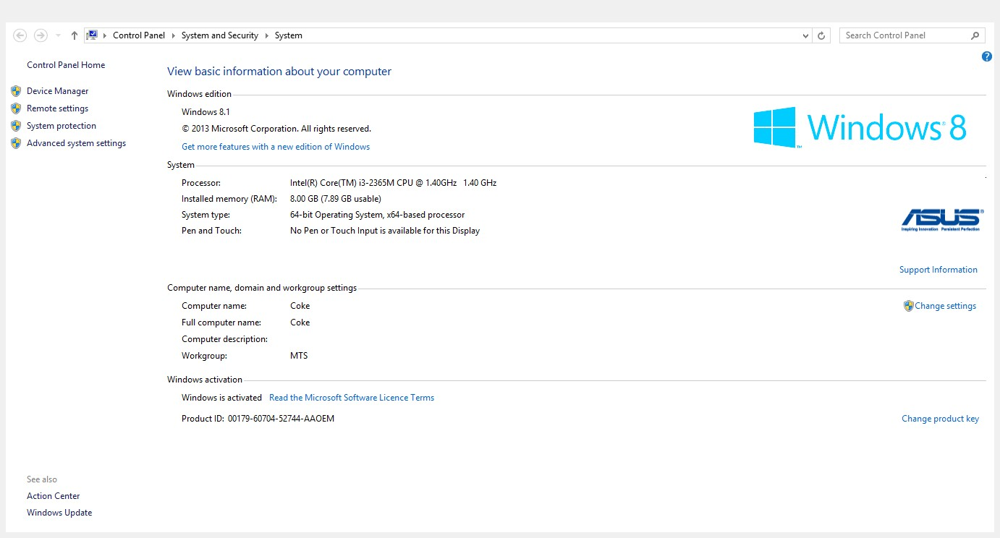 Control Panel System and Security System
Search Control Panel
?
Control Panel Home
Device Manager
Remote settings
System protection
Advanced system settings
View basic information about your computer
Windows edition
Windows 8.1
© 2013 Microsoft Corporation. All rights reserved.
Get more features with a new edition of Windows
Windows® 8
System
Processor: Intel(R) Core(TM) i3-2365M CPU @ 1.40GHz 1.40 GHz
Installed memory (RAM): 8.00 GB (7.89 GB usable)
System type: 64-bit Operating System, x64-based processor
Pen and Touch: No Pen or Touch Input is available for this Display
ASUS®
Inspiring Innovation Persistent Perfection
Support Information
Computer name, domain and workgroup settings
Computer name: Coke
Change settings
Full computer name: Coke
Computer description:
Workgroup: MTS
Windows activation
Windows is activated Read the Microsoft Software Licence Terms
Product ID: 00179-60704-52744-AAOEM
Change product key
See also
Action Center
Windows Update